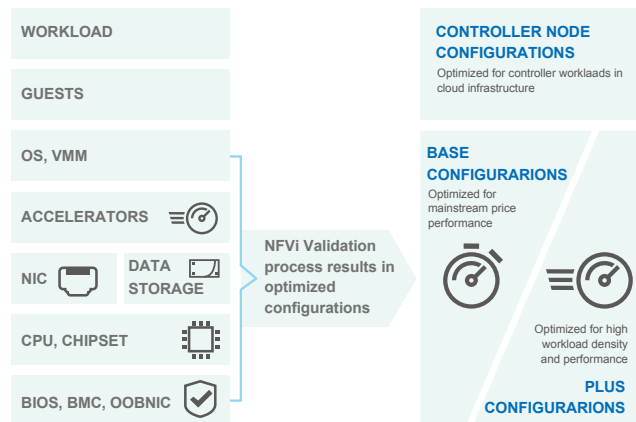 WORKLOAD
GUESTS
OS, VMM
ACCELERATORS
NIC
DATA
STORAGE
CPU, CHIPSET
BIOS, BMC, OOBNIC
NFVi Validation
process results in
optimized
configurations
CONTROLLER NODE
CONFIGURATIONS
Optimized for controller worklaads in
cloud infrastructure
BASE
CONFIGURARIONS
Optimized for
mainstream price
performance
Optimized for high
workload density
and performance
PLUS
CONFIGURARIONS